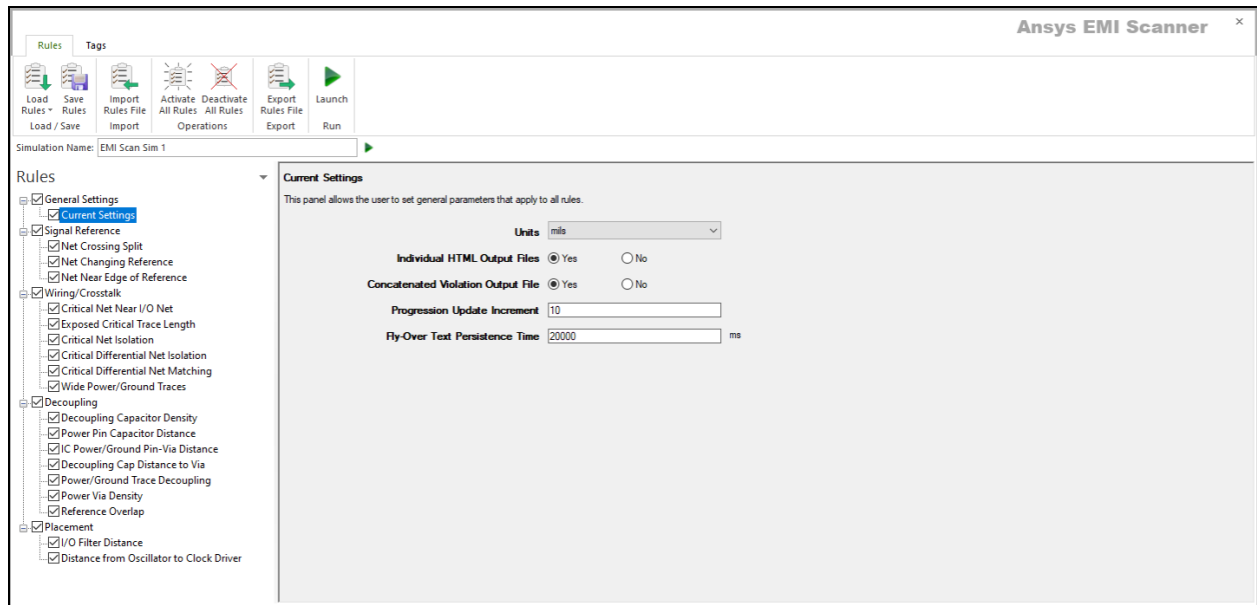 Ansys EMI Scanner
Rules Tags
Load Rules Save Rules Import Rules File Activate All Rules Deactivate All Rules Export Rules File Launch
Load / Save Import Operations Export Run
Simulation Name: EMI Scan Sim 1
Rules
General Settings
Current Settings
Signal Reference
Net Crossing Split
Net Changing Reference
Net Near Edge of Reference
Wiring/Crosstalk
Critical Net Near I/O Net
Exposed Critical Trace Length
Critical Net Isolation
Critical Differential Net Isolation
Critical Differential Net Matching
Wide Power/Ground Traces
Decoupling
Decoupling Capacitor Density
Power Pin Capacitor Distance
IC Power/Ground Pin-Via Distance
Decoupling Cap Distance to Via
Power/Ground Trace Decoupling
Power Via Density
Reference Overlap
Placement
I/O Filter Distance
Distance from Oscillator to Clock Driver
Current Settings
This panel allows the user to set general parameters that apply to all rules.
Units mils
Individual HTML Output Files Yes No
Concatenated Violation Output File Yes No
Progression Update Increment 10
Fly-Over Text Persistence Time 20000 ms